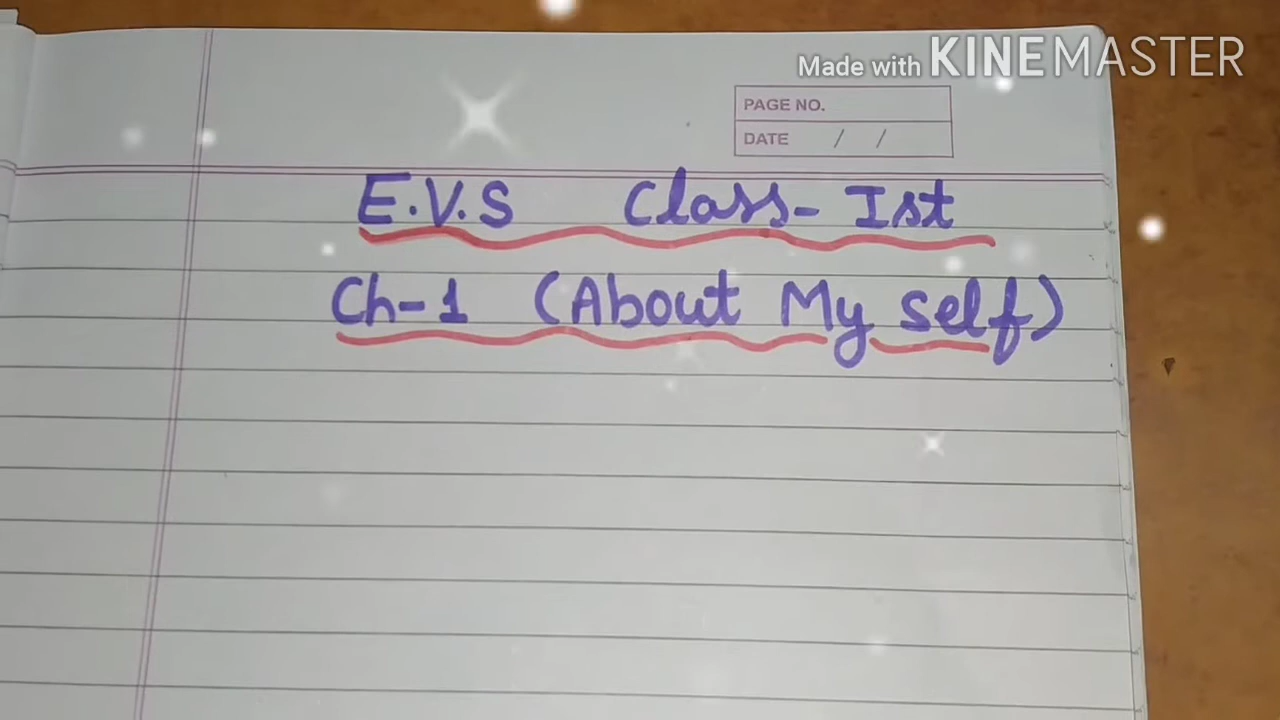 Made with KINEMASTER
PAGE NO.
DATE / /
E.V.S Class- Ist
Ch-1 (About My self)